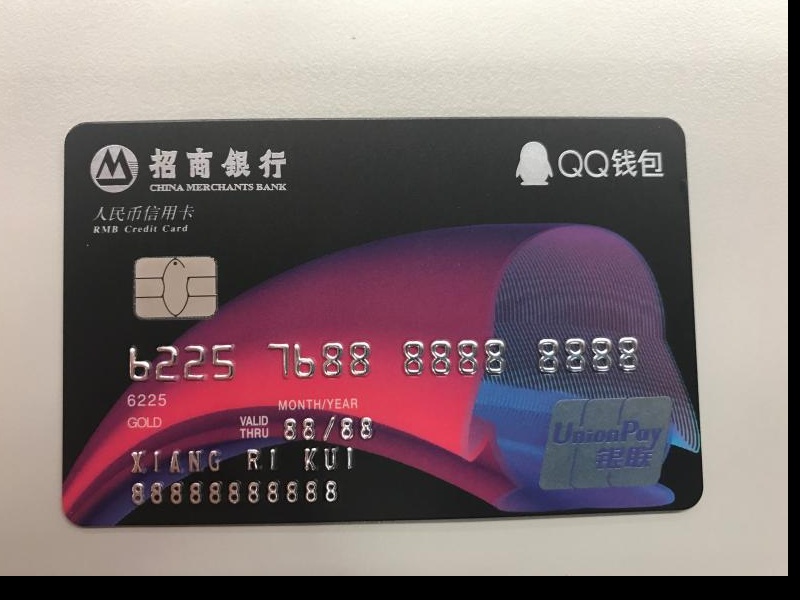 招商銀行
CHINA MERCHANTS BANK
QQ钱包
人民币信用卡
RMB Credit Card
6225 7688 8888 8888
6225
MONTH/YEAR
GOLD
VALID THRU 88/88
XIANG RI KUI
88888888888
UnionPay
银联